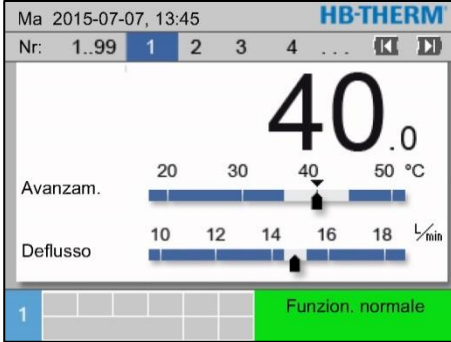 Ma 2015-07-07, 13:45 HB-THERM®
Nr: 1..99 1 2 3 4 ...
40.0
20 30 40 50 °C
Avanzam.
10 12 14 16 18 L/min
Deflusso
1 Funzion. normale